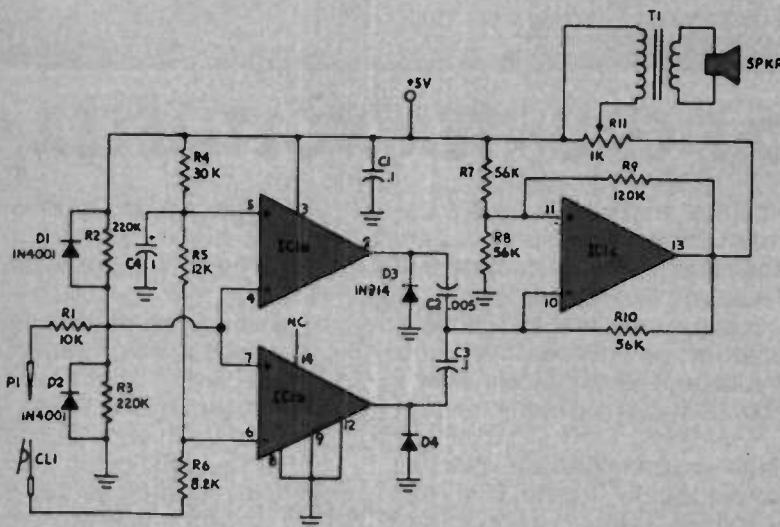 T1
SPKR
+5V
R11
1K
R4
30K
C1
.1
R7
56K
R9
120K
5
3
11
D1
1N4001
R2
220K
C4
.1
R5
12K
IC1a
2
R8
56K
IC1c
13
D3
1N914
C2
.005
4
10
R1
10K
NC
R10
56K
14
7
C3
.1
P1
D2
1N4001
R3
220K
IC1b
12
9
6
8
CL1
R6
8.2K
D4